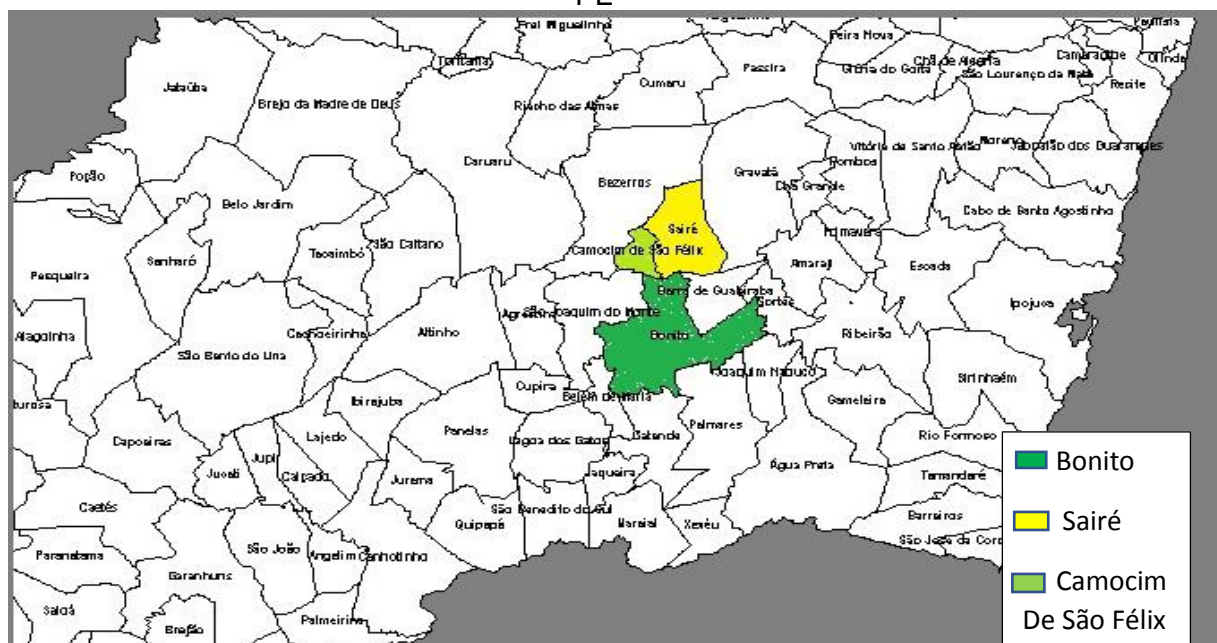 Frei Miguelinho
Feira Nova
Paulista
Toritama
Passira
Glória do Goitá
Chã de Alegria
São Lourenço da Mata
Camaragibe
Olinda
Recife
Jataúba
Brejo da Madre de Deus
Riacho das Almas
Cumaru
Caruaru
Vitória de Santo Antão
Moreno
Jaboatão dos Guararapes
Pombos
Poção
Bezerros
Gravatá
Chã Grande
Belo Jardim
Cabo de Santo Agostinho
Sairé
Primavera
Tacaimbó
São Caitano
Camocim de São Félix
Pesqueira
Sanharó
Amaraji
Escada
Barra de Guabiraba
Cortês
Ipojuca
São Joaquim do Monte
Agrestina
Alagoinha
Cachoeirinha
Altinho
Bonito
Ribeirão
São Bento do Una
Joaquim Nabuco
Sirinhaém
Cupira
Ibirajuba
Belém de Maria
Gameleira
Capoeiras
Lajedo
Panelas
Lagoa dos Gatos
Catende
Palmares
Rio Formoso
Jupi
Jucati
Calçado
Jurema
Jaqueira
Água Preta
Tamandaré
Caetés
São Benedito do Sul
Quipapá
Maraial
Xexéu
Barreiros
Paranatama
São João
Angelim
Canhotinho
Garanhuns
Saloá
Brejão
Palmeirina
Bonito
Sairé
Camocim
De São Félix